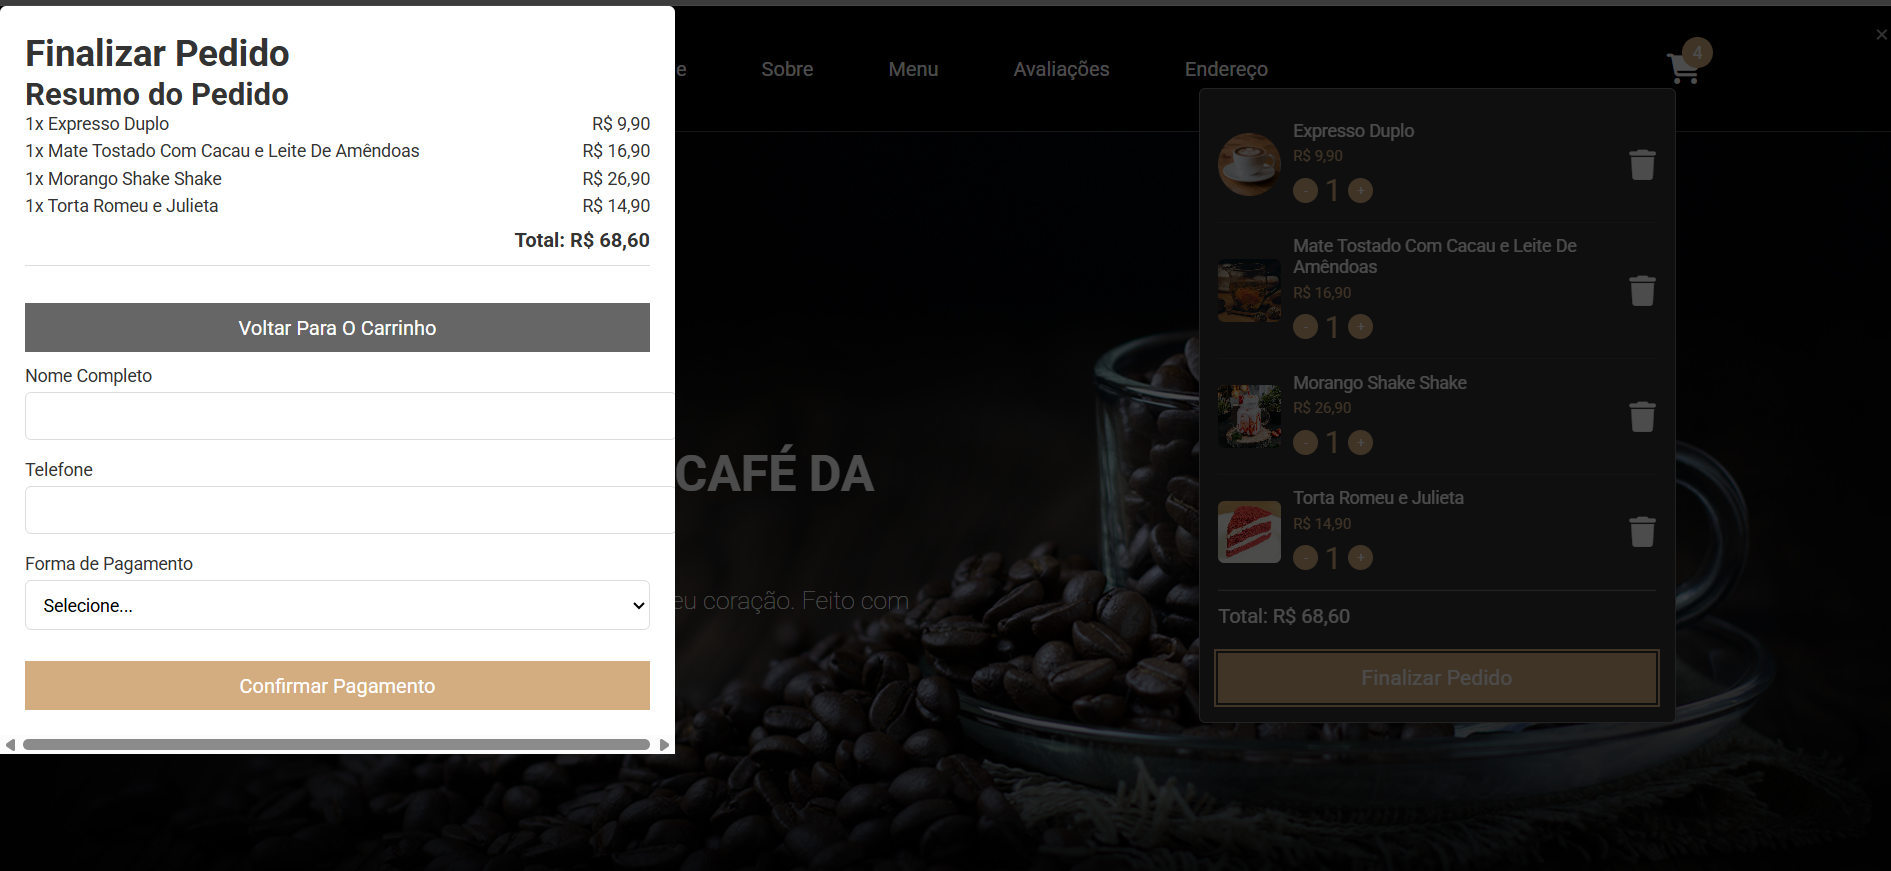 Finalizar Pedido
Resumo do Pedido
1x Expresso Duplo R$ 9,90
1x Mate Tostado Com Cacau e Leite De Amêndoas R$ 16,90
1x Morango Shake Shake R$ 26,90
1x Torta Romeu e Julieta R$ 14,90
Total: R$ 68,60
Voltar Para O Carrinho
Nome Completo
Telefone
Forma de Pagamento
Selecione...
Confirmar Pagamento
e Sobre Menu Avaliações Endereço
4
×
CAFÉ DA
eu coração. Feito com
Expresso Duplo
R$ 9,90
- 1 +
Mate Tostado Com Cacau e Leite De
Amêndoas
R$ 16,90
- 1 +
Morango Shake Shake
R$ 26,90
- 1 +
Torta Romeu e Julieta
R$ 14,90
- 1 +
Total: R$ 68,60
Finalizar Pedido